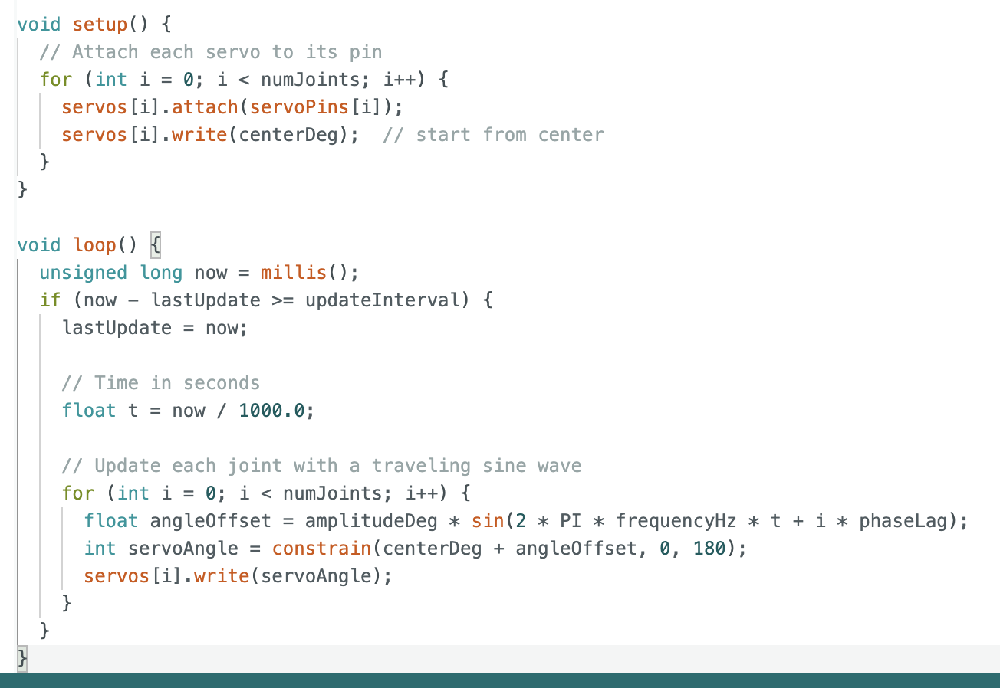 void setup() {
  // Attach each servo to its pin
  for (int i = 0; i < numJoints; i++) {
    servos[i].attach(servoPins[i]);
    servos[i].write(centerDeg);  // start from center
  }
}

void loop() {
  unsigned long now = millis();
  if (now - lastUpdate >= updateInterval) {
    lastUpdate = now;

    // Time in seconds
    float t = now / 1000.0;

    // Update each joint with a traveling sine wave
    for (int i = 0; i < numJoints; i++) {
      float angleOffset = amplitudeDeg * sin(2 * PI * frequencyHz * t + i * phaseLag);
      int servoAngle = constrain(centerDeg + angleOffset, 0, 180);
      servos[i].write(servoAngle);
    }
  }
}